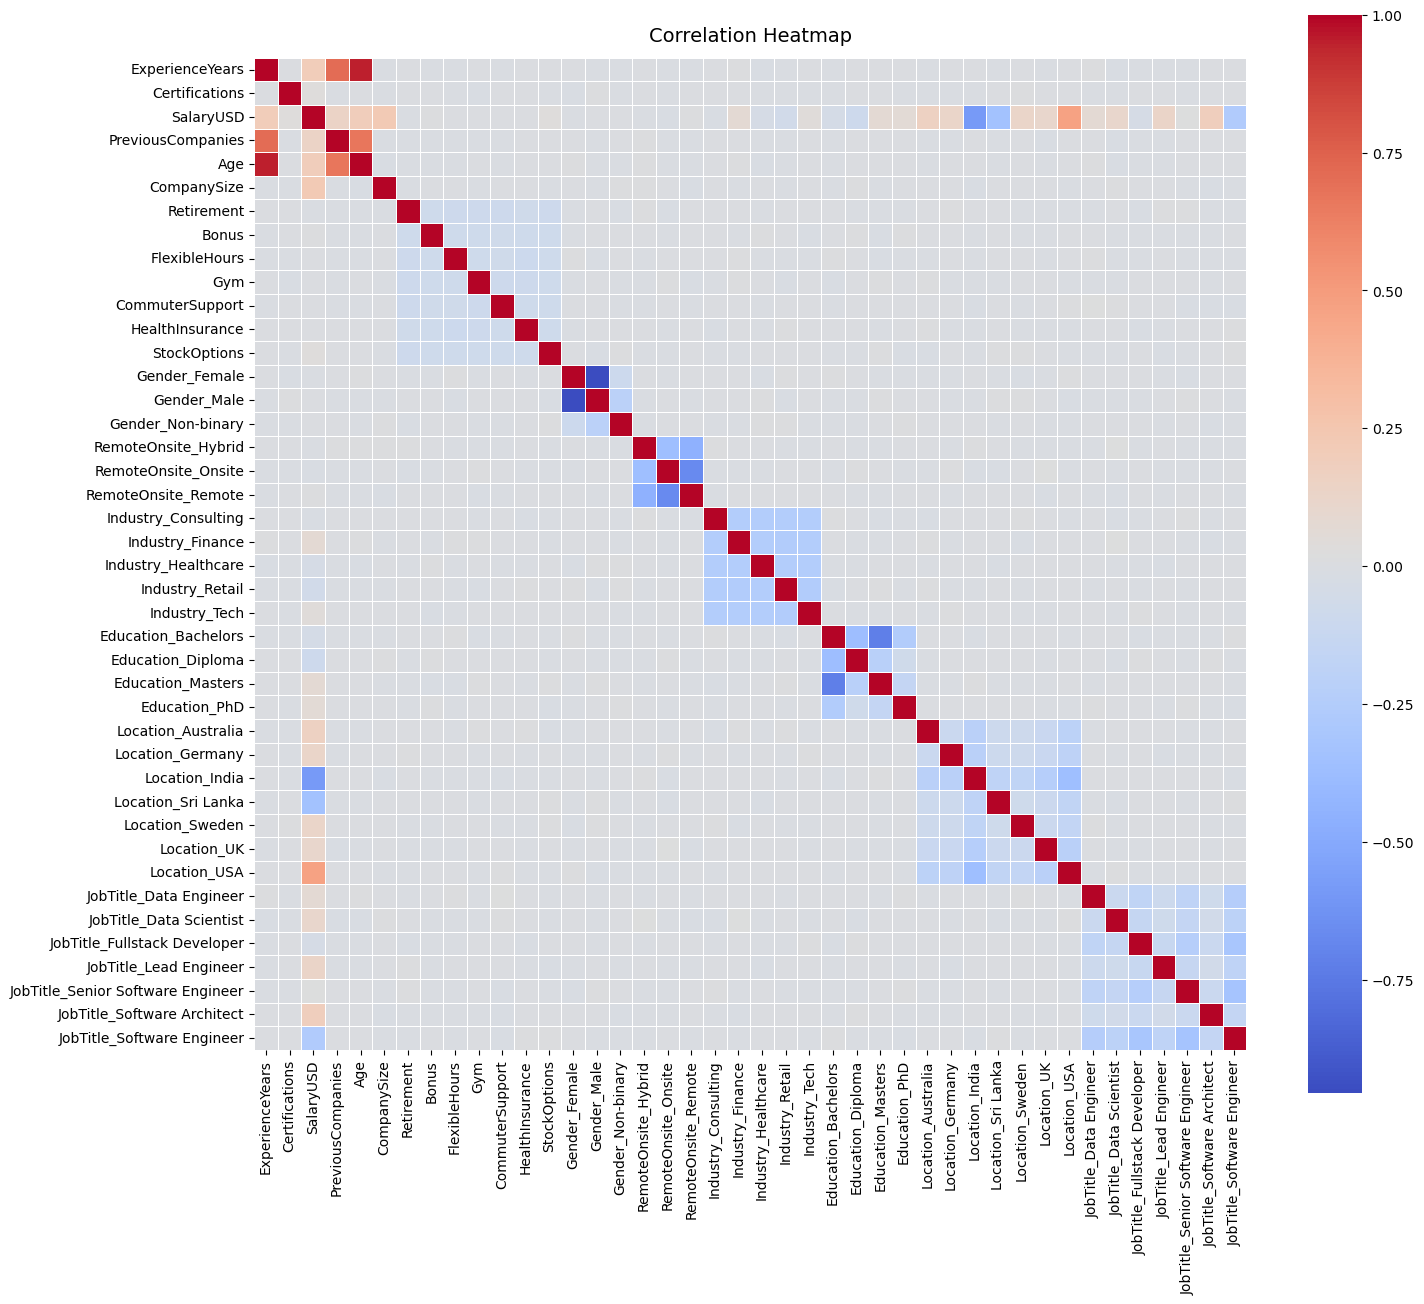 Correlation Heatmap
ExperienceYears
Certifications
SalaryUSD
PreviousCompanies
Age
CompanySize
Retirement
Bonus
FlexibleHours
Gym
CommuterSupport
HealthInsurance
StockOptions
Gender_Female
Gender_Male
Gender_Non-binary
RemoteOnsite_Hybrid
RemoteOnsite_Onsite
RemoteOnsite_Remote
Industry_Consulting
Industry_Finance
Industry_Healthcare
Industry_Retail
Industry_Tech
Education_Bachelors
Education_Diploma
Education_Masters
Education_PhD
Location_Australia
Location_Germany
Location_India
Location_Sri Lanka
Location_Sweden
Location_UK
Location_USA
JobTitle_Data Engineer
JobTitle_Data Scientist
JobTitle_Fullstack Developer
JobTitle_Lead Engineer
JobTitle_Senior Software Engineer
JobTitle_Software Architect
JobTitle_Software Engineer
ExperienceYears
Certifications
SalaryUSD
PreviousCompanies
Age
CompanySize
Retirement
Bonus
FlexibleHours
Gym
CommuterSupport
HealthInsurance
StockOptions
Gender_Female
Gender_Male
Gender_Non-binary
RemoteOnsite_Hybrid
RemoteOnsite_Onsite
RemoteOnsite_Remote
Industry_Consulting
Industry_Finance
Industry_Healthcare
Industry_Retail
Industry_Tech
Education_Bachelors
Education_Diploma
Education_Masters
Education_PhD
Location_Australia
Location_Germany
Location_India
Location_Sri Lanka
Location_Sweden
Location_UK
Location_USA
JobTitle_Data Engineer
JobTitle_Data Scientist
JobTitle_Fullstack Developer
JobTitle_Lead Engineer
JobTitle_Senior Software Engineer
JobTitle_Software Architect
JobTitle_Software Engineer
1.00
0.75
0.50
0.25
0.00
−0.25
−0.50
−0.75